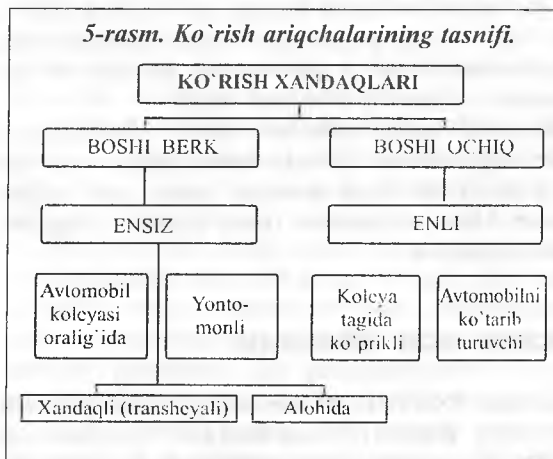 5-rasm. Ko`rish ariqchalarining tasnifi.
KO`RISH XANDAQLARI
BOSHI BERK
BOSHI OCHIQ
ENSIZ
ENLI
Avtomobil
koleyasi
oralig`ida
Yonto-
monli
Koleya
tagida
ko`prikli
Avtomobilni
ko`tarib
turuvchi
Xandaqli (transheyali)
Alohida